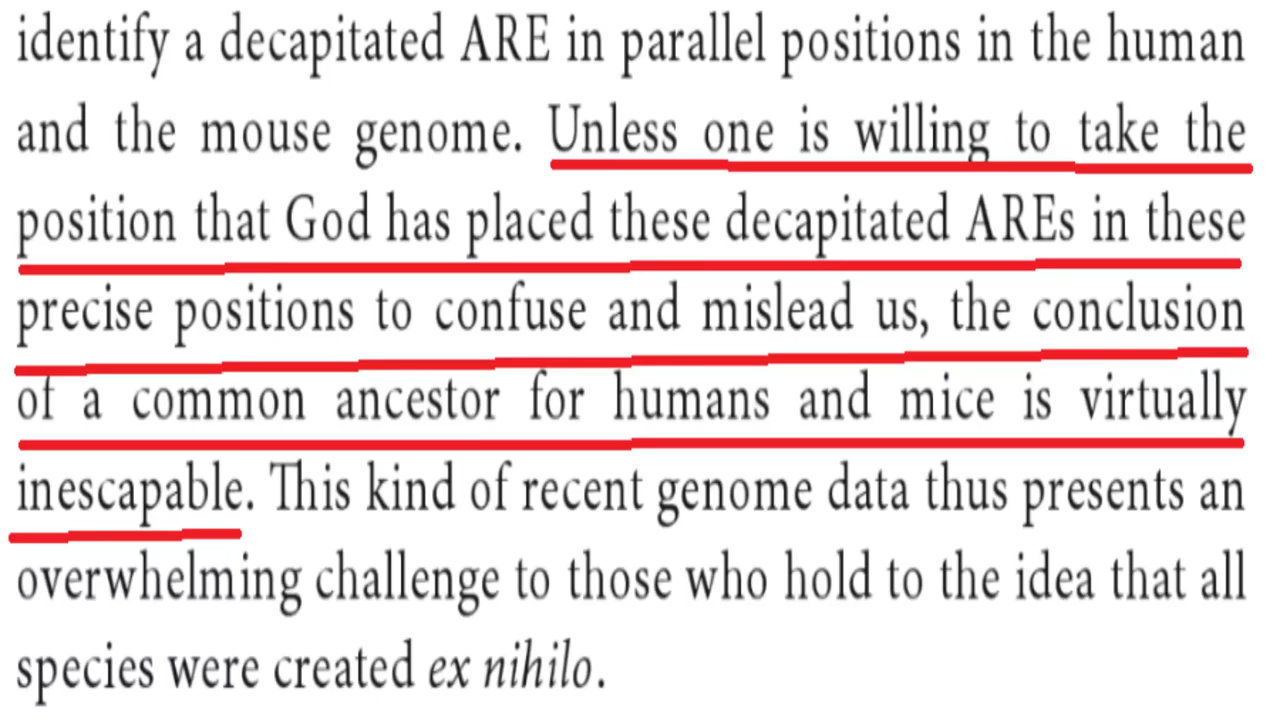 identify a decapitated ARE in parallel positions in the human
and the mouse genome. Unless one is willing to take the
position that God has placed these decapitated AREs in these
precise positions to confuse and mislead us, the conclusion
of a common ancestor for humans and mice is virtually
inescapable. This kind of recent genome data thus presents an
overwhelming challenge to those who hold to the idea that all
species were created ex nihilo.